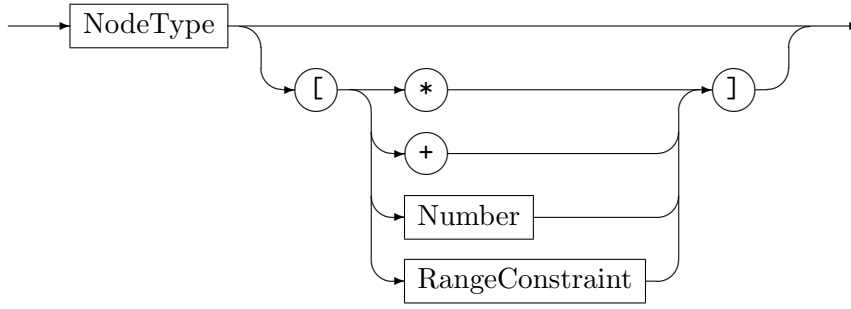 NodeType
[ * ]
+
Number
RangeConstraint